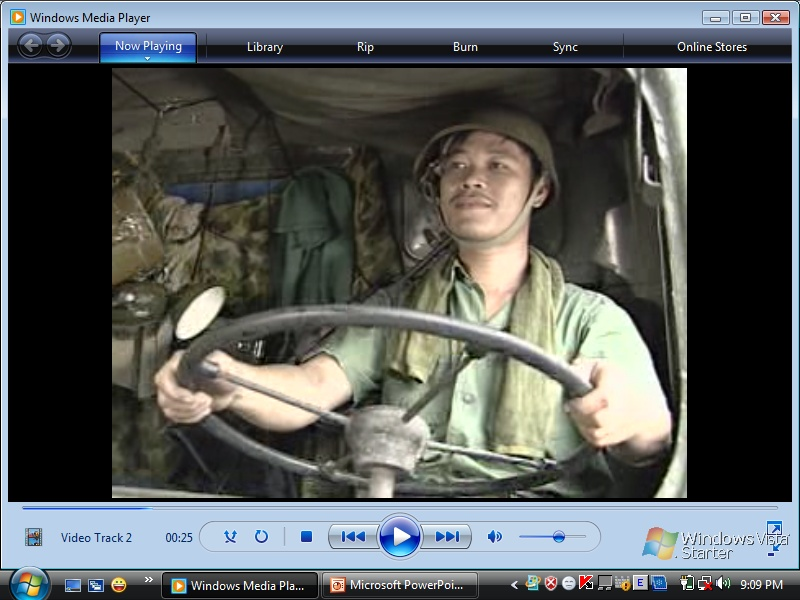 Windows Media Player
Now Playing
Library
Rip
Burn
Sync
Online Stores
Video Track 2
00:25
Windows Vista
Starter
Windows Media Pla...
Microsoft PowerPoi...
E
9:09 PM